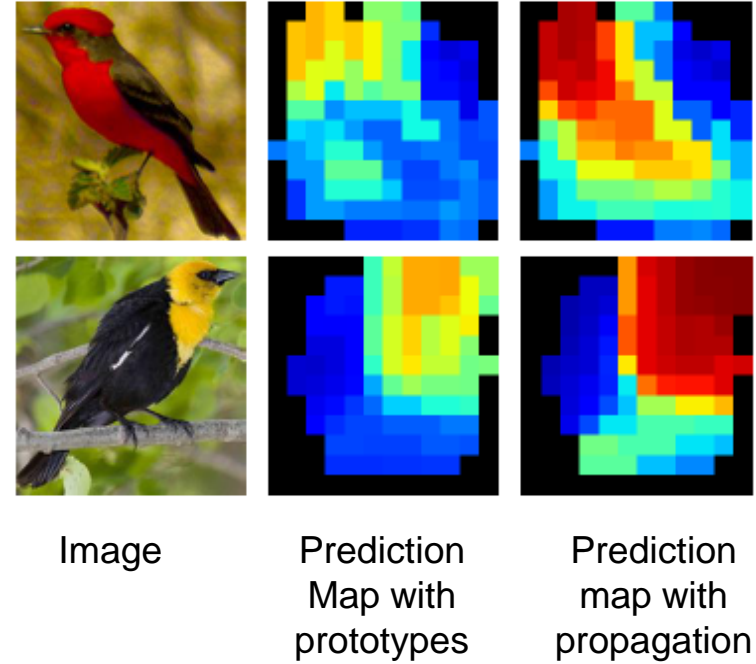 Image
Prediction
Map with
prototypes
Prediction
map with
propagation